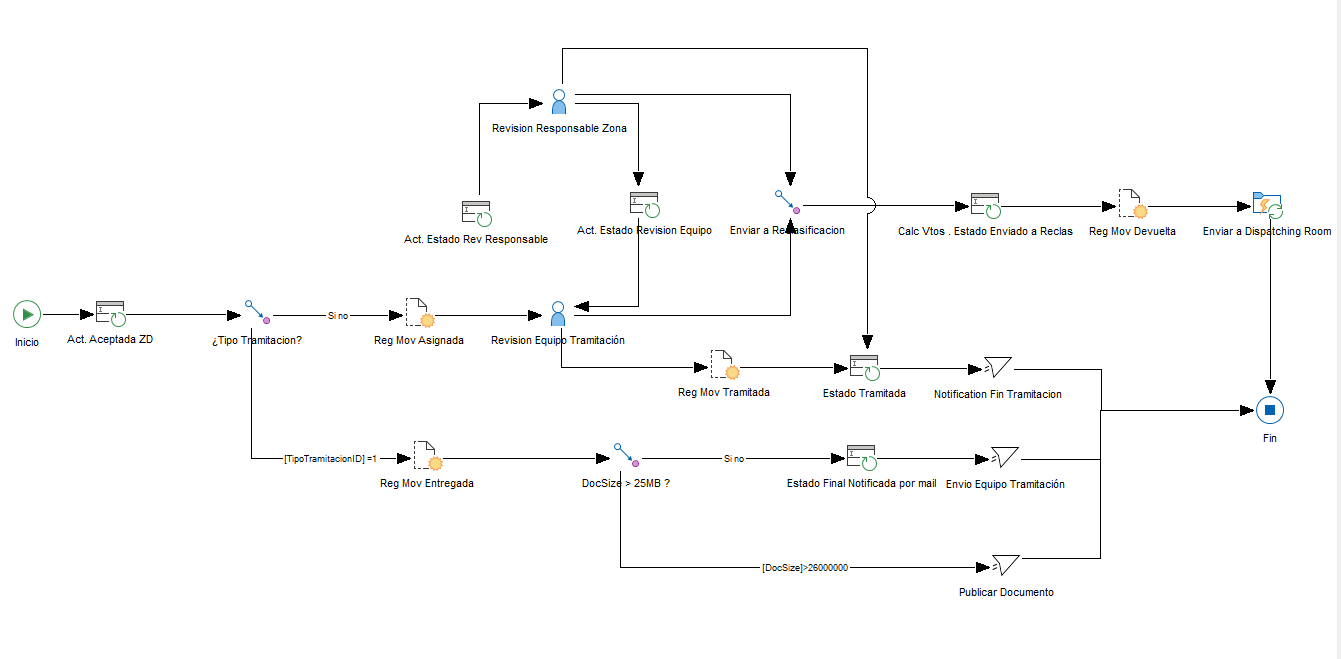 Revision Responsable Zona
Act. Estado Rev Responsable
Act. Estado Revision Equipo
Enviar a Reclasificacion
Calc Vtos . Estado Enviado a Reclas
Reg Mov Devuelta
Enviar a Dispatching Room
Inicio
Act. Aceptada ZD
¿Tipo Tramitacion?
Si no
Reg Mov Asignada
Revision Equipo Tramitación
Reg Mov Tramitada
Estado Tramitada
Notification Fin Tramitacion
Fin
[TipoTramitacionID] =1
Reg Mov Entregada
DocSize > 25MB ?
Si no
Estado Final Notificada por mail
Envio Equipo Tramitación
[DocSize]>26000000
Publicar Documento